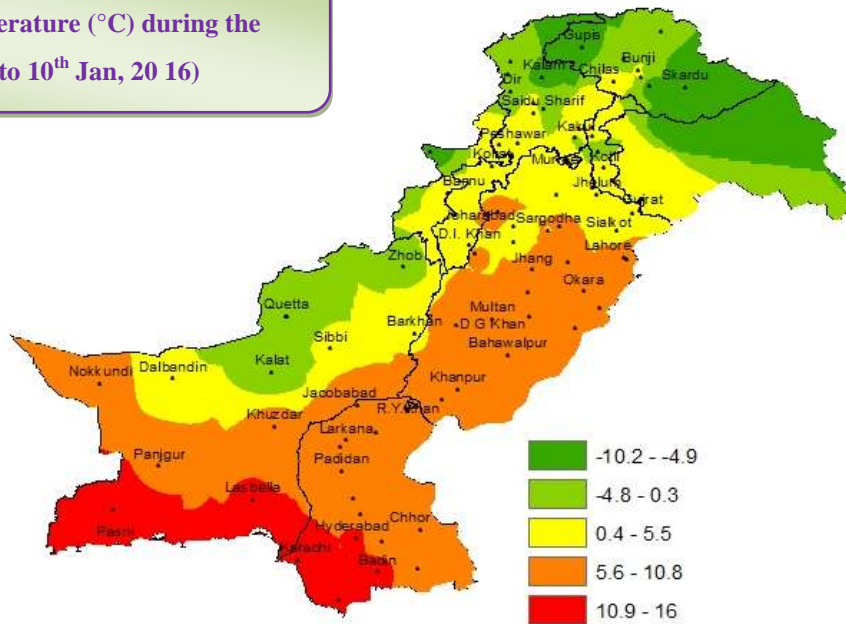 erature (°C) during the
to 10th Jan, 20 16)
Gupis
Bunji
Kalam
Chilas
Skardu
Dir
Saidu Sharif
Peshawar
Kakul
Kohat
Kotli
Bannu
Jhelum
Gujrat
Sargodha
Sialkot
D.I. Khan
Lahore
Zhob
Jhang
Okara
Quetta
Multan
Barkhan
D G Khan
Sibbi
Bahawalpur
Kalat
Nokkundi
Dalbandin
Khanpur
Jacobabad
R.Y.Khan
Khuzdar
Larkana
Panjgur
Padidan
Lasbella
Chhor
Pasni
Hyderabad
Karachi
Badin
-10.2 - -4.9
-4.8 - 0.3
0.4 - 5.5
5.6 - 10.8
10.9 - 16